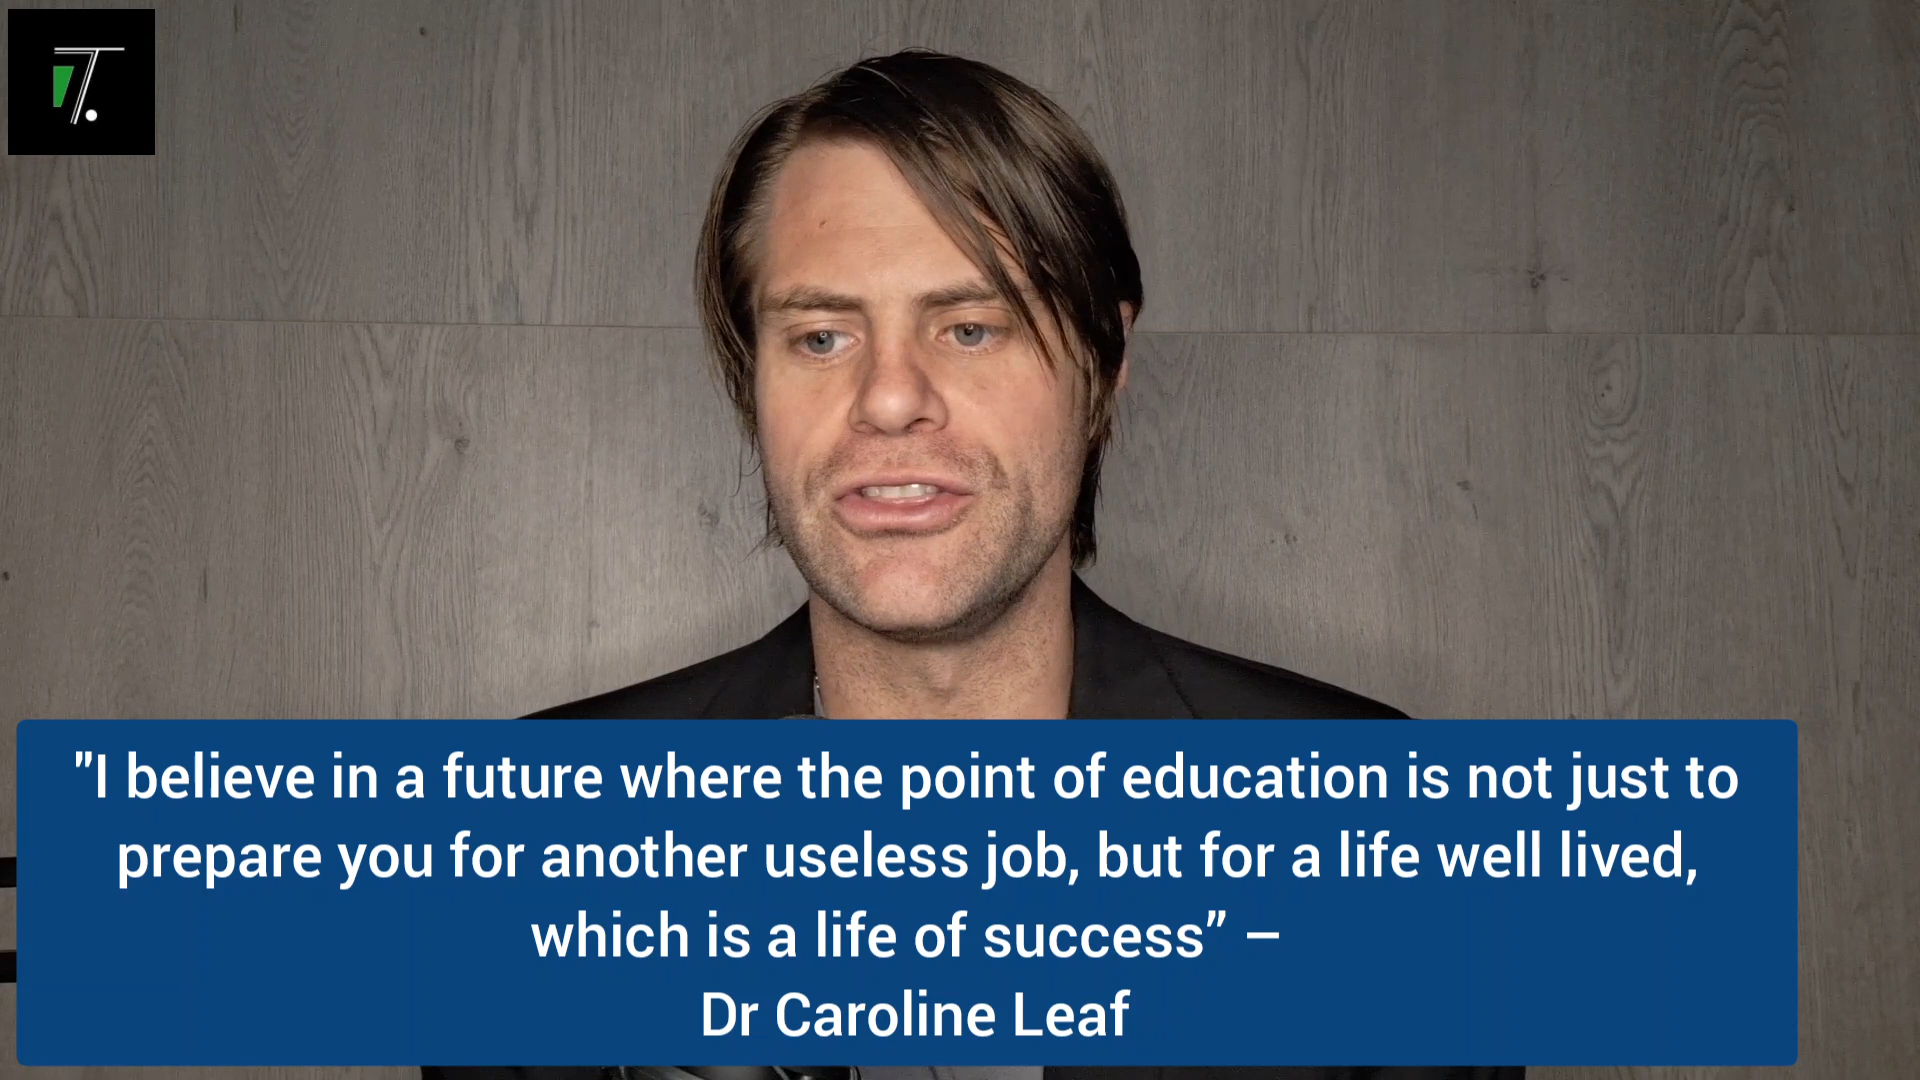 "I believe in a future where the point of education is not just to
prepare you for another useless job, but for a life well lived,
which is a life of success” –
Dr Caroline Leaf